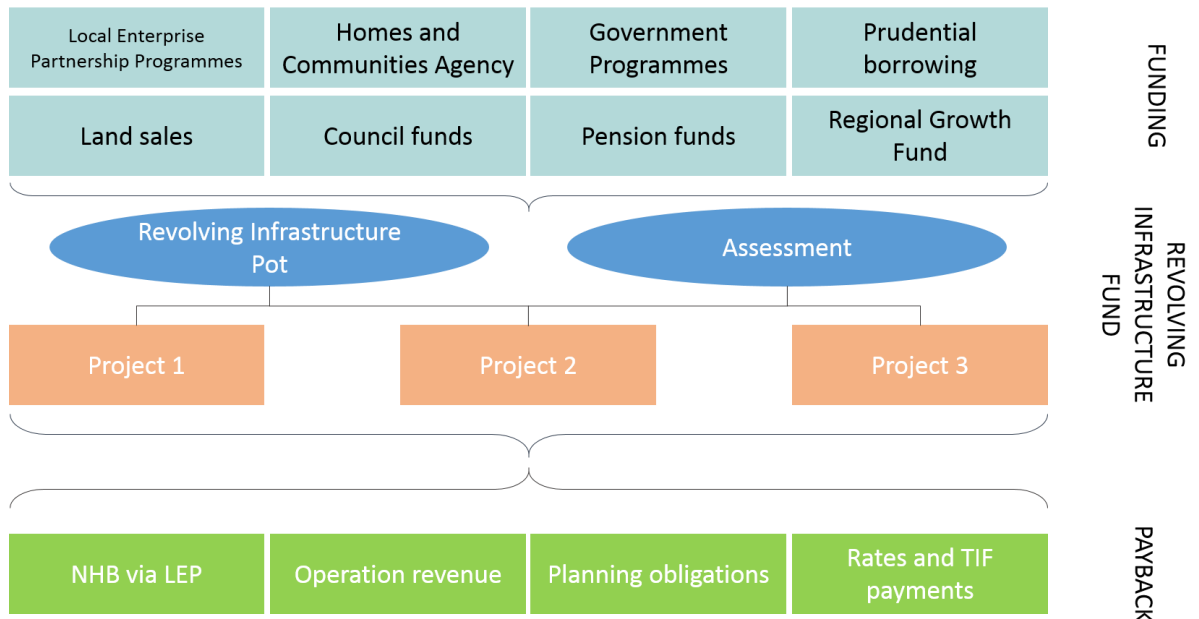 Local Enterprise
Partnership Programmes
Homes and
Communities Agency
Government
Programmes
Prudential
borrowing
Land sales
Council funds
Pension funds
Regional Growth
Fund
FUNDING
Revolving Infrastructure
Pot
Assessment
Project 1
Project 2
Project 3
REVOLVING
INFRASTRUCTURE
FUND
NHB via LEP
Operation revenue
Planning obligations
Rates and TIF
payments
PAYBACK